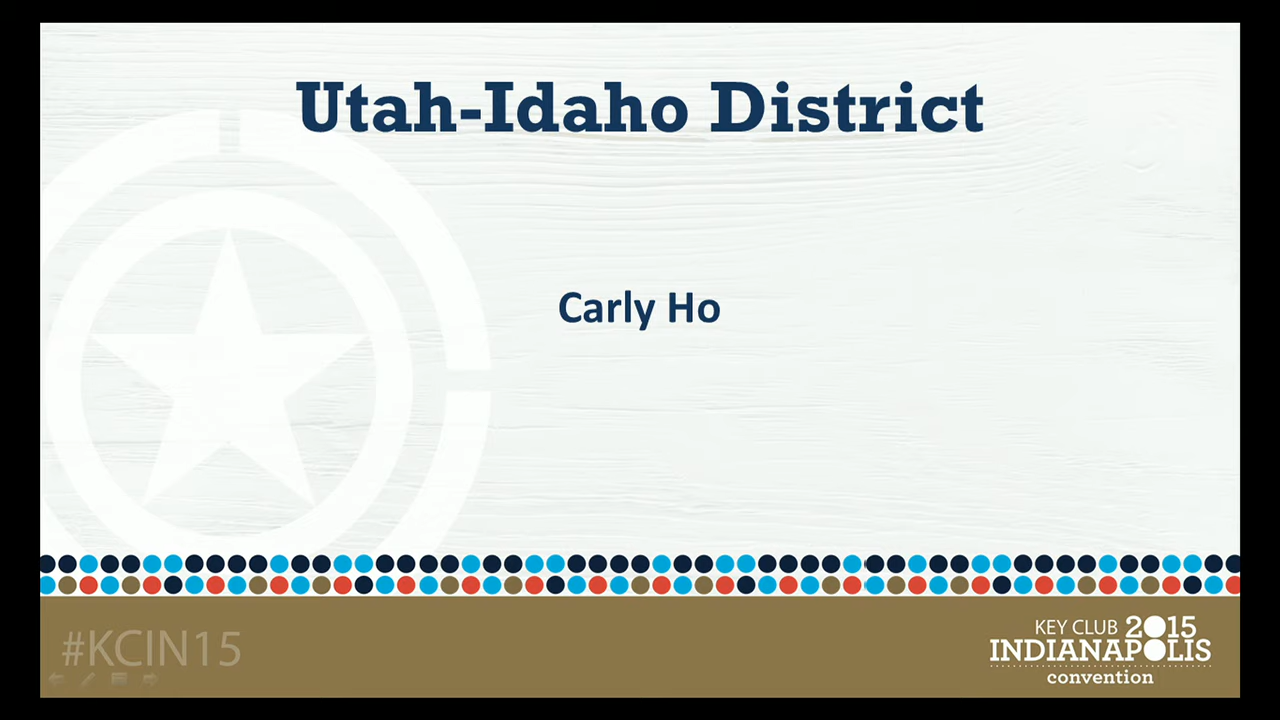 Utah-Idaho District
Carly Ho
#KCIN15
KEY CLUB 2015
INDIANAPOLIS
convention